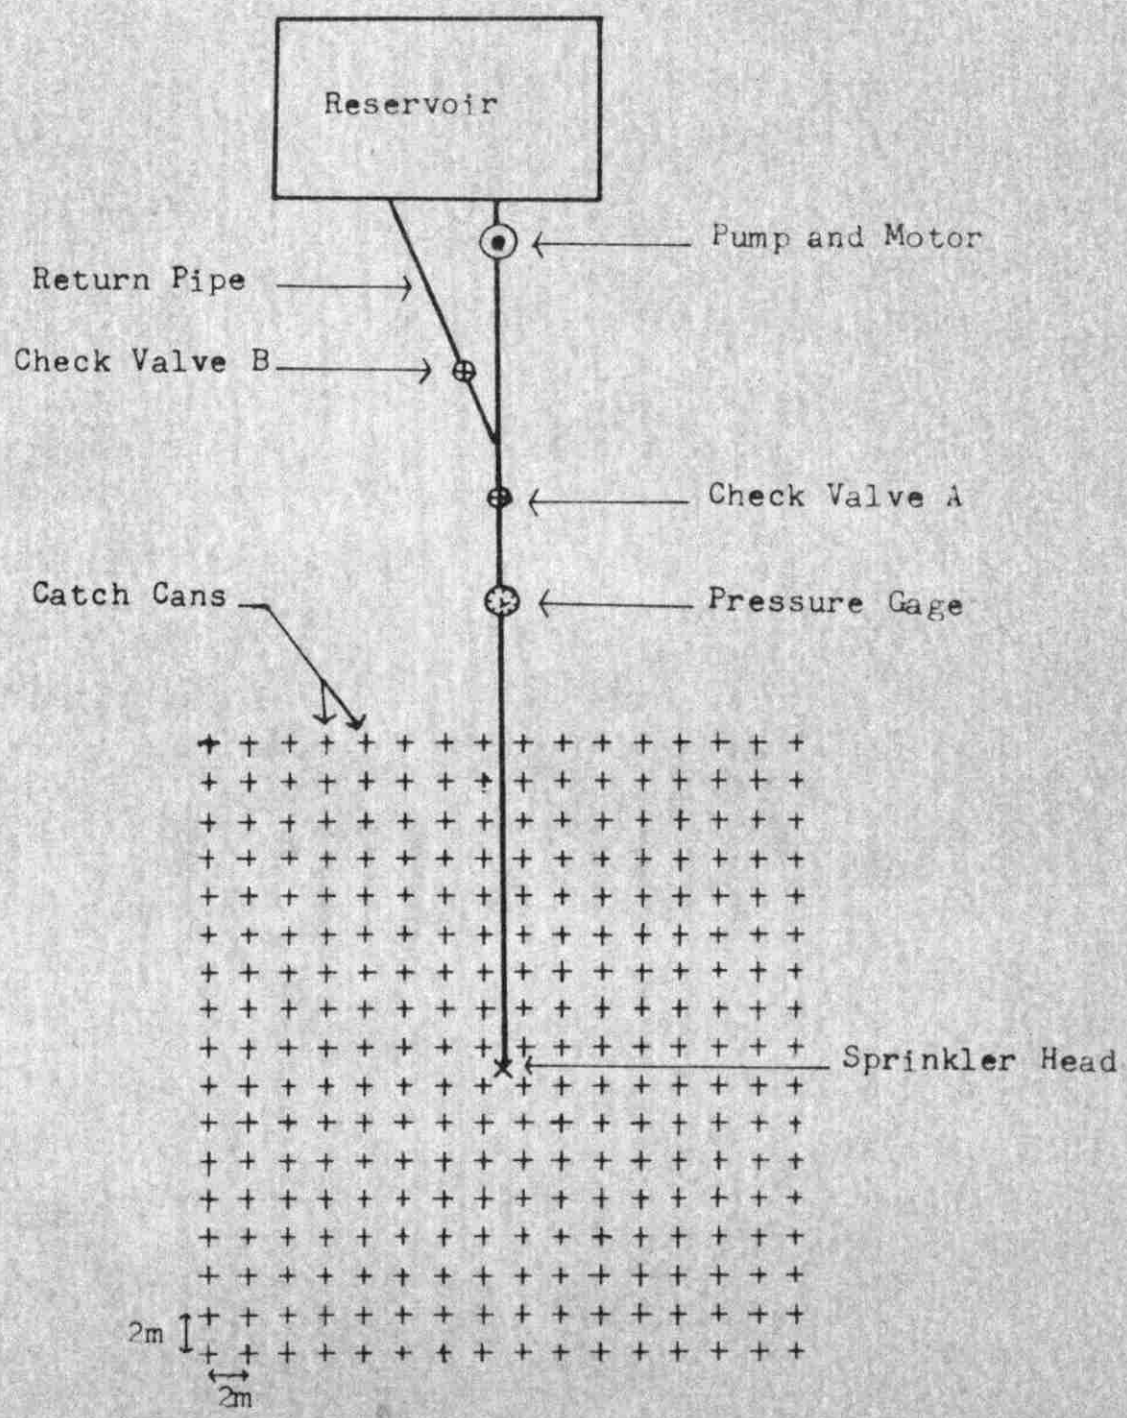 Reservoir
Pump and Motor
Return Pipe
Check Valve B
Check Valve A
Catch Cans
Pressure Gage
Sprinkler Head
2m
2m